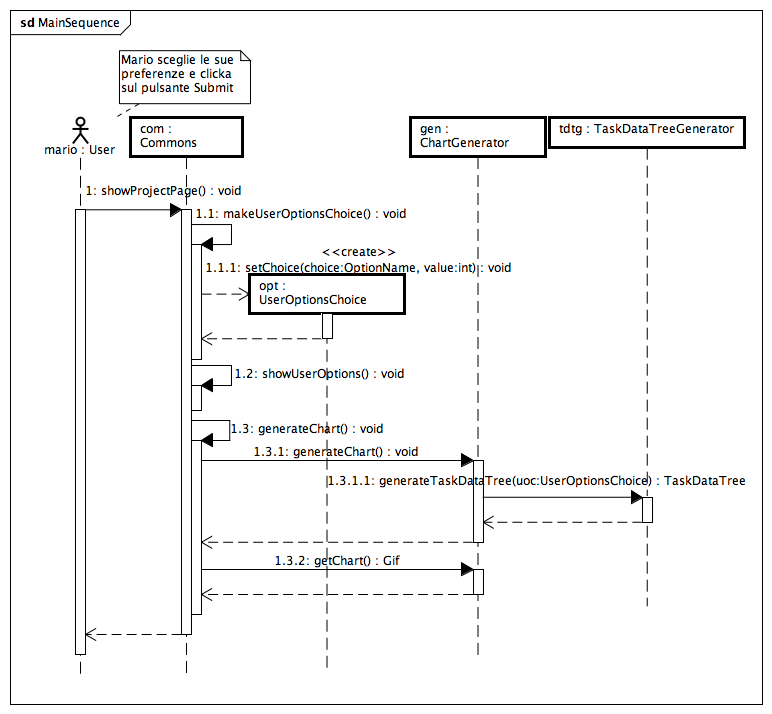 sd MainSequence
Mario sceglie le sue
preferenze e clicka
sul pulsante Submit
mario : User
com :
Commons
gen :
ChartGenerator
tdtg : TaskDataTreeGenerator
1: showProjectPage() : void
1.1: makeUserOptionsChoice() : void
<<create>>
1.1.1: setChoice(choice:OptionName, value:int) : void
opt :
UserOptionsChoice
1.2: showUserOptions() : void
1.3: generateChart() : void
1.3.1: generateChart() : void
1.3.1.1: generateTaskDataTree(uoc:UserOptionsChoice) : TaskDataTree
1.3.2: getChart() : Gif